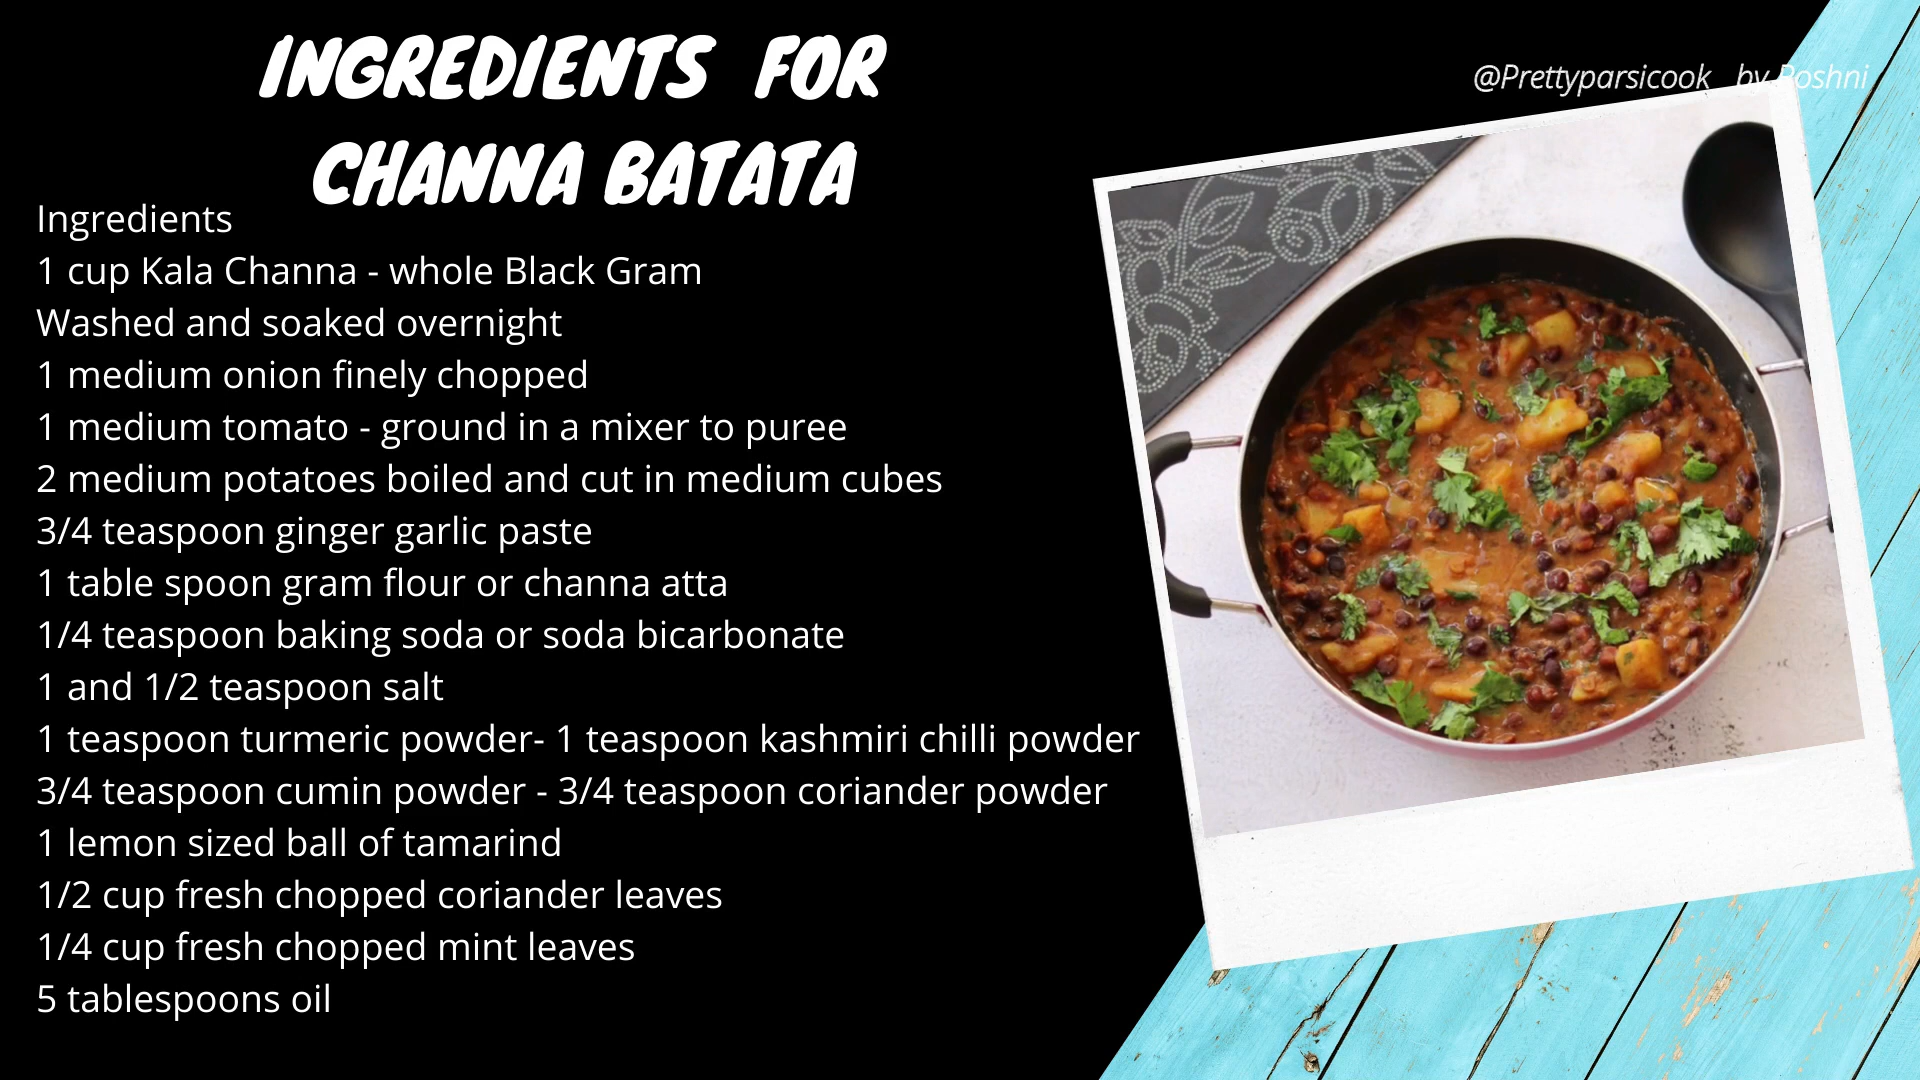 INGREDIENTS FOR
CHANNA BATATA
@Prettyparsicook by Roshni
Ingredients
1 cup Kala Channa - whole Black Gram
Washed and soaked overnight
1 medium onion finely chopped
1 medium tomato - ground in a mixer to puree
2 medium potatoes boiled and cut in medium cubes
3/4 teaspoon ginger garlic paste
1 table spoon gram flour or channa atta
1/4 teaspoon baking soda or soda bicarbonate
1 and 1/2 teaspoon salt
1 teaspoon turmeric powder- 1 teaspoon kashmiri chilli powder
3/4 teaspoon cumin powder - 3/4 teaspoon coriander powder
1 lemon sized ball of tamarind
1/2 cup fresh chopped coriander leaves
1/4 cup fresh chopped mint leaves
5 tablespoons oil